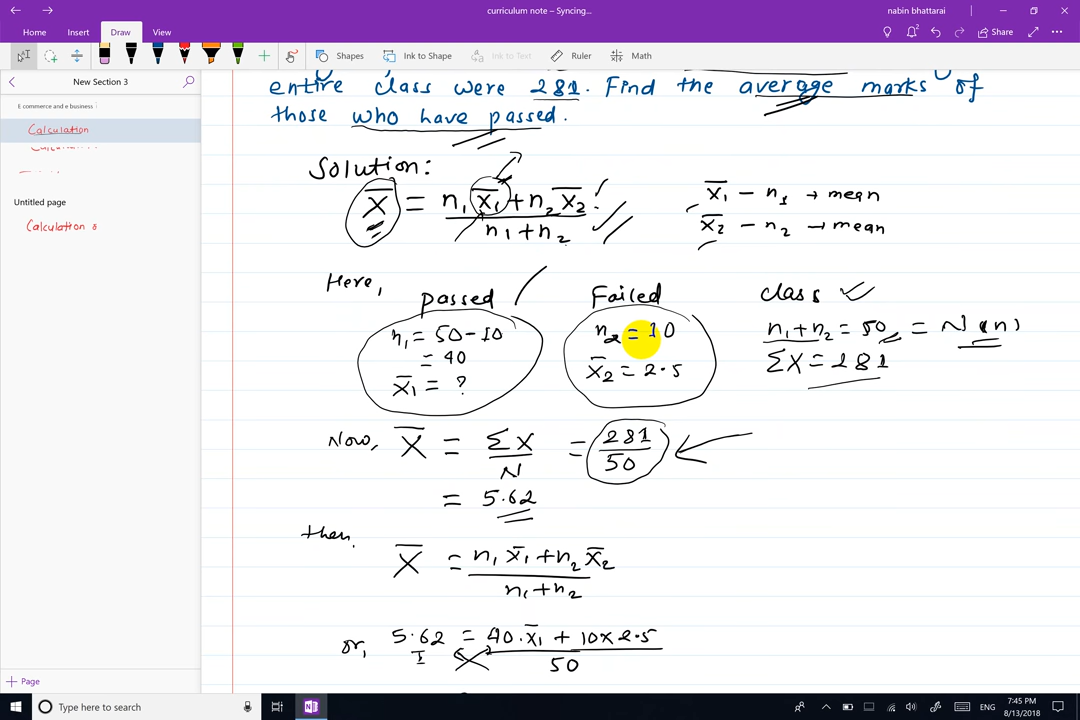 curriculum note - Syncing...
nabin bhattarai
Home Insert Draw View
Share
Shapes
Ink to Shape
Ink to Text
Ruler
Math
New Section 3
E commerce and e business
Calculation
Untitled page
Calculation
entire class were 281. Find the average marks of
those who have passed.
Solution:
X̅ = n₁ x̅₁ + n₂ x̅₂ / n₁ + n₂
x̅₁ - n₁ → mean
x̅₂ - n₂ → mean
Here,
passed
n₁ = 50 - 10
= 40
x̅₁ = ?
Failed
n₂ = 10
x̅₂ = 2.5
class ✓
n₁ + n₂ = 50 = N (n)
ΣX = 281
Now, X̅ = ΣX / N = 281 / 50
= 5.62
then,
X̅ = n₁ x̅₁ + n₂ x̅₂ / n₁ + n₂
or, 5.62 / 1 = 40.x̅₁ + 10×2.5 / 50
+ Page
Type here to search
ENG
7:45 PM
8/13/2018